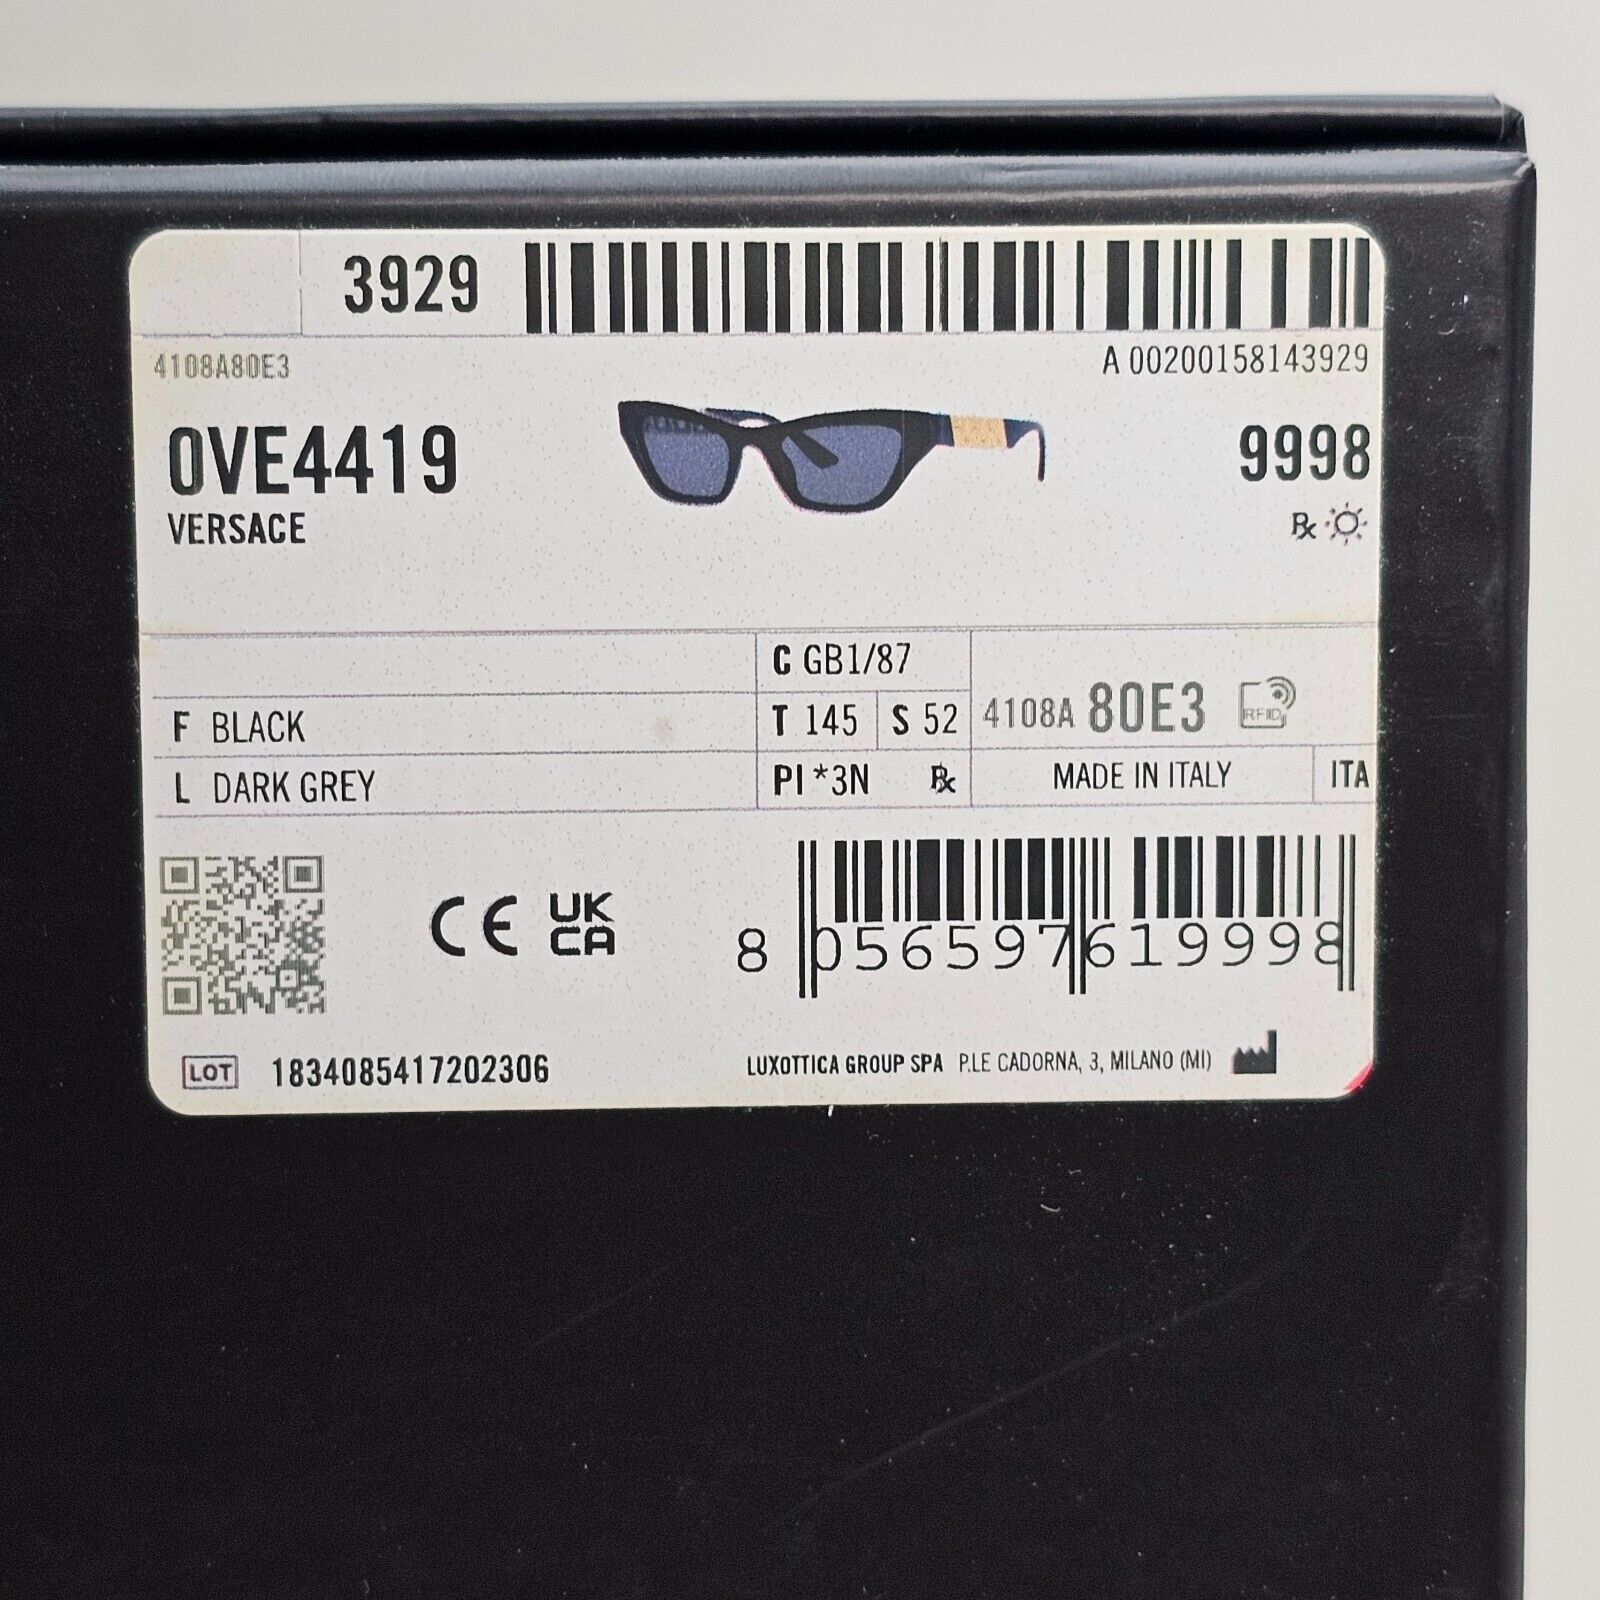 3929
4108A80E3
A 00200158143929
0VE4419
9998
VERSACE
Rx
C GB1/87
F BLACK
T 145
S 52
4108A 80E3
RFID
L DARK GREY
PI *3N
Rx
MADE IN ITALY
ITA
CE
UK
CA
8 056597 619998
LOT
1834085417202306
LUXOTTICA GROUP SPA P.LE CADORNA, 3, MILANO (MI)